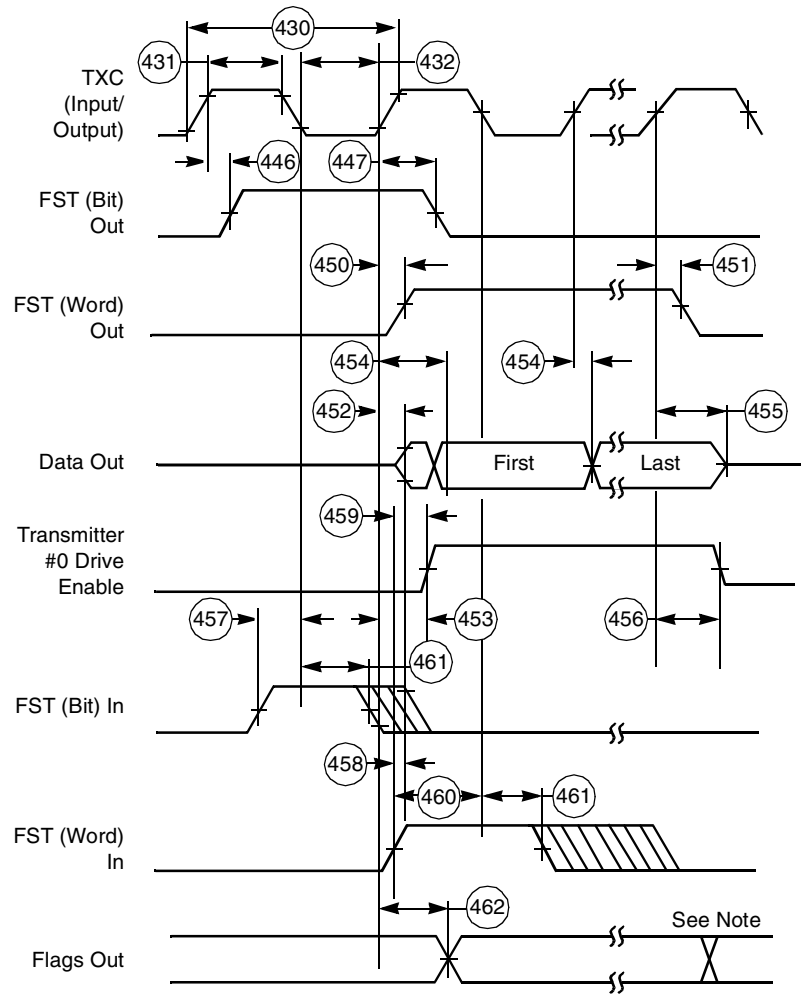 430
431
432
TXC
(Input/
Output)
446
447
FST (Bit)
Out
450
451
FST (Word)
Out
454
454
452
455
Data Out
First
Last
459
Transmitter
#0 Drive
Enable
457
453
456
461
FST (Bit) In
458
460
461
FST (Word)
In
462
See Note
Flags Out